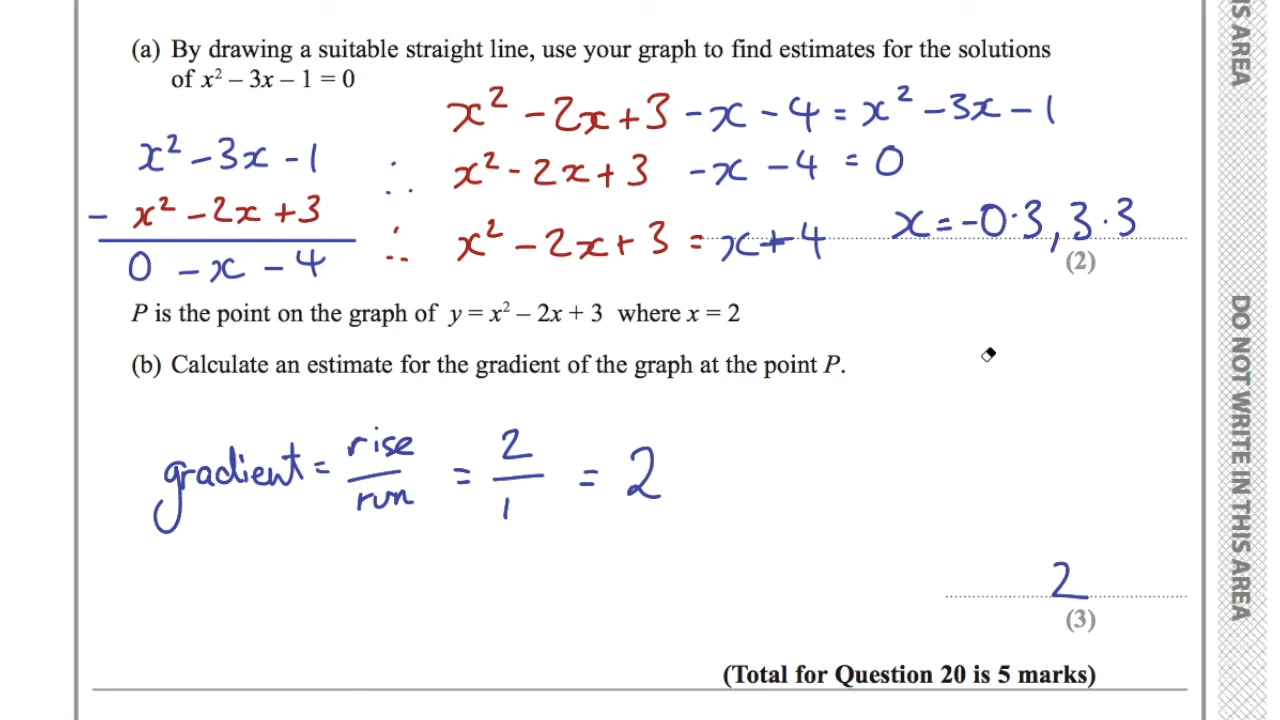 (a) By drawing a suitable straight line, use your graph to find estimates for the solutions
of x² – 3x – 1 = 0
x² - 2x + 3 - x - 4 = x² - 3x - 1
x² - 3x - 1
∴ x² - 2x + 3 - x - 4 = 0
- x² - 2x + 3
∴ x² - 2x + 3 = x + 4
x = -0.3, 3.3
0 - x - 4
(2)
P is the point on the graph of y = x² – 2x + 3 where x = 2
(b) Calculate an estimate for the gradient of the graph at the point P.
gradient = rise/run = 2/1 = 2
2
(3)
(Total for Question 20 is 5 marks)
IS AREA
DO NOT WRITE IN THIS AREA